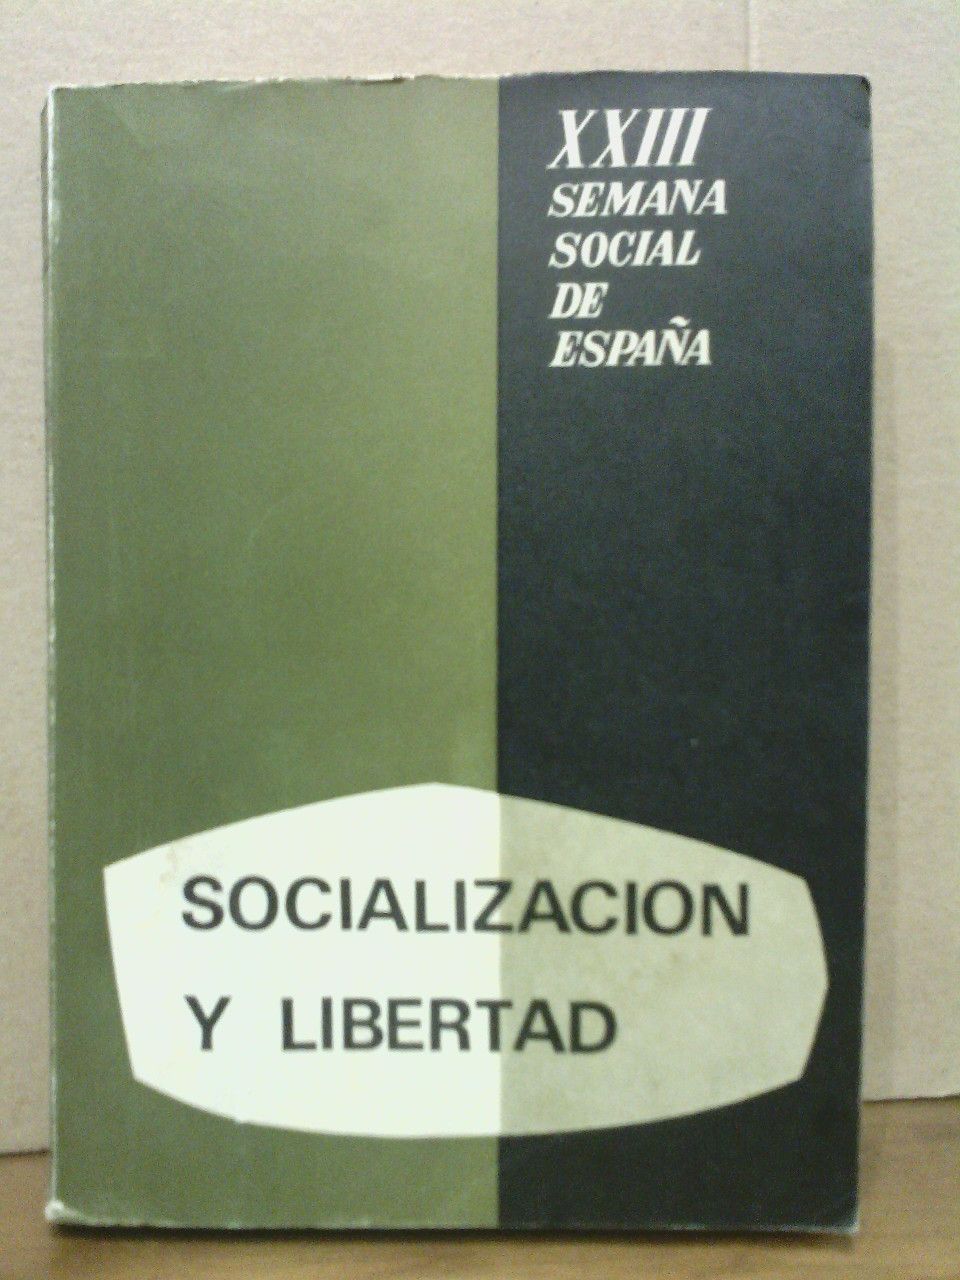 XXIII
SEMANA
SOCIAL
DE
ESPAÑA
SOCIALIZACION
Y LIBERTAD